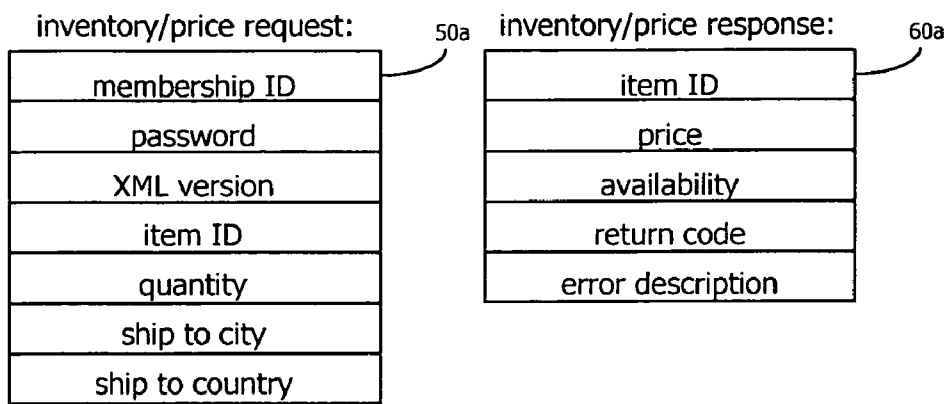 inventory/price request:
50a
membership ID
password
XML version
item ID
quantity
ship to city
ship to country
inventory/price response:
60a
item ID
price
availability
return code
error description